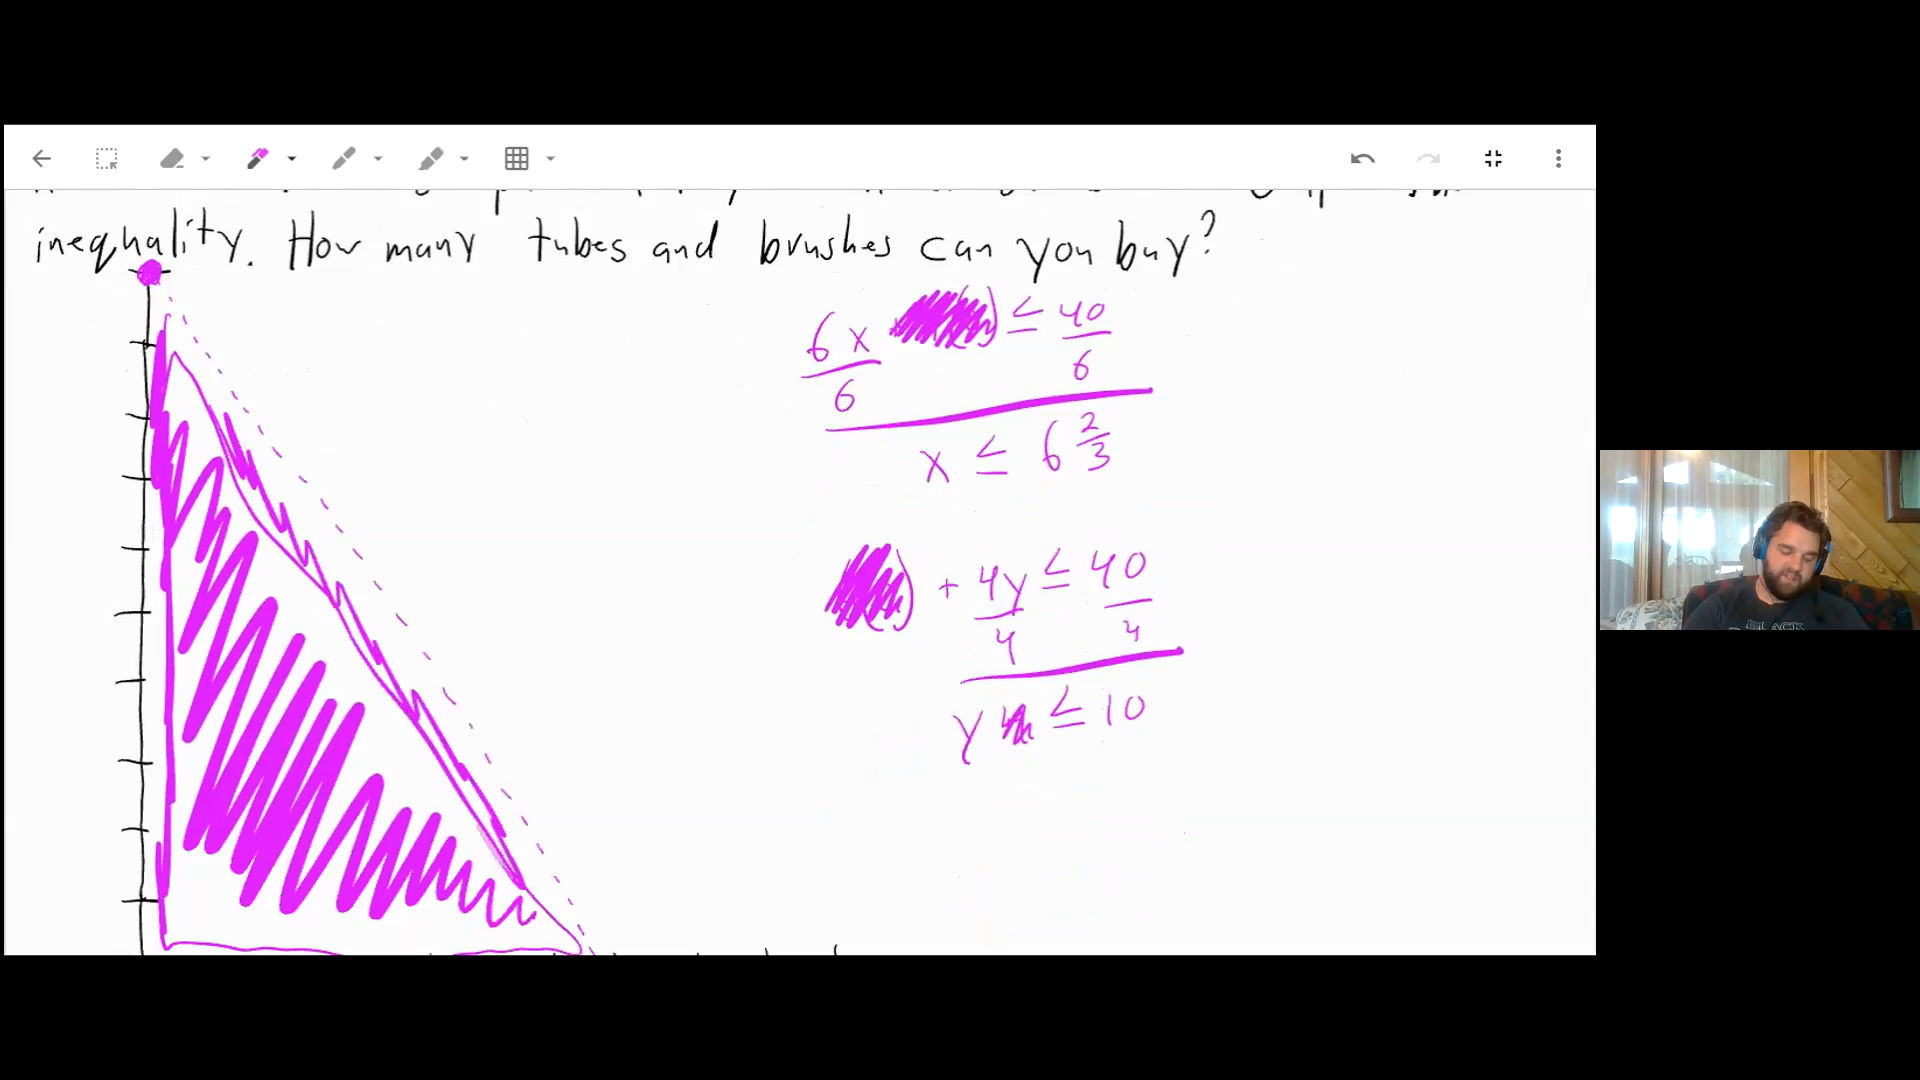 inequality. How many tubes and brushes can you buy?
6x ≤ 40
6 6
x ≤ 6 2/3
+ 4y ≤ 40
4 4
y ≤ 10
BLACK